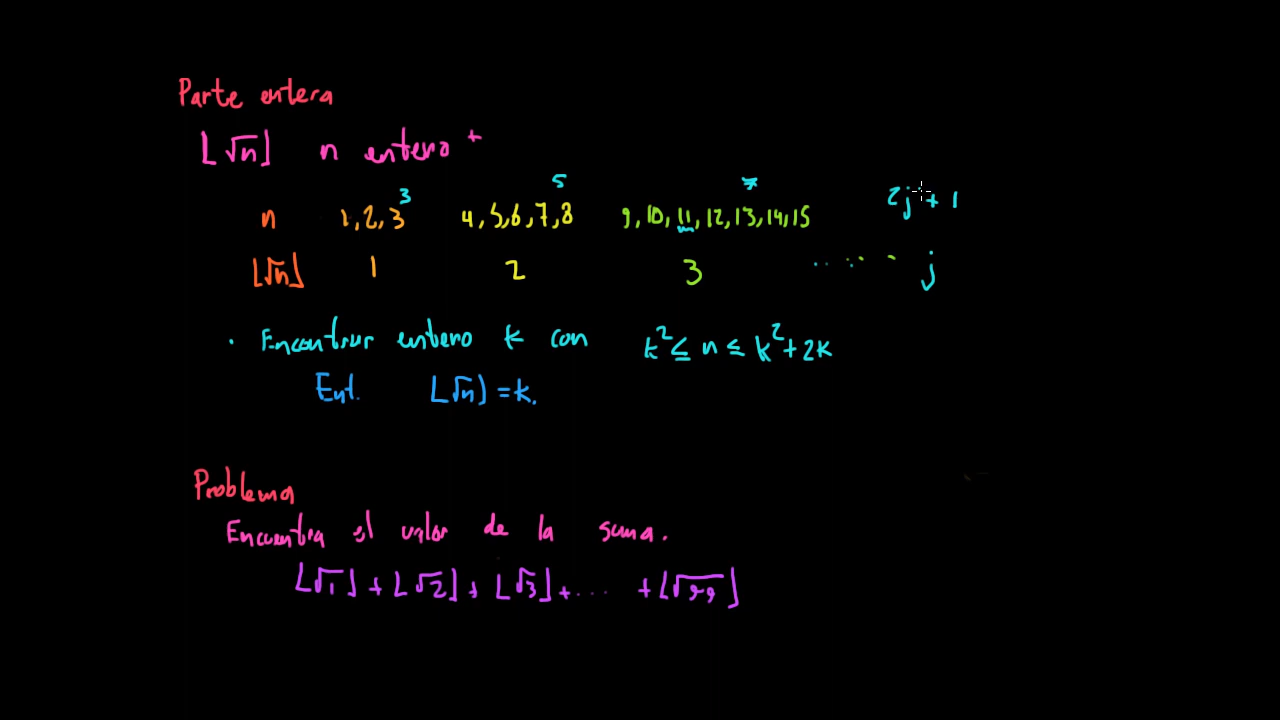 Parte entera
⌊√n⌋ n entero +
3 5 7
n 1,2,3 4,5,6,7,8 9,10,11,12,13,14,15 2j+1
⌊√n⌋ 1 2 3 ...... j
· Encontrar entero k con k² ≤ n ≤ k²+2k
Ent. ⌊√n⌋ = k.
Problema
Encuentra el valor de la suma.
⌊√1⌋ + ⌊√2⌋ + ⌊√3⌋ + .... + ⌊√99⌋